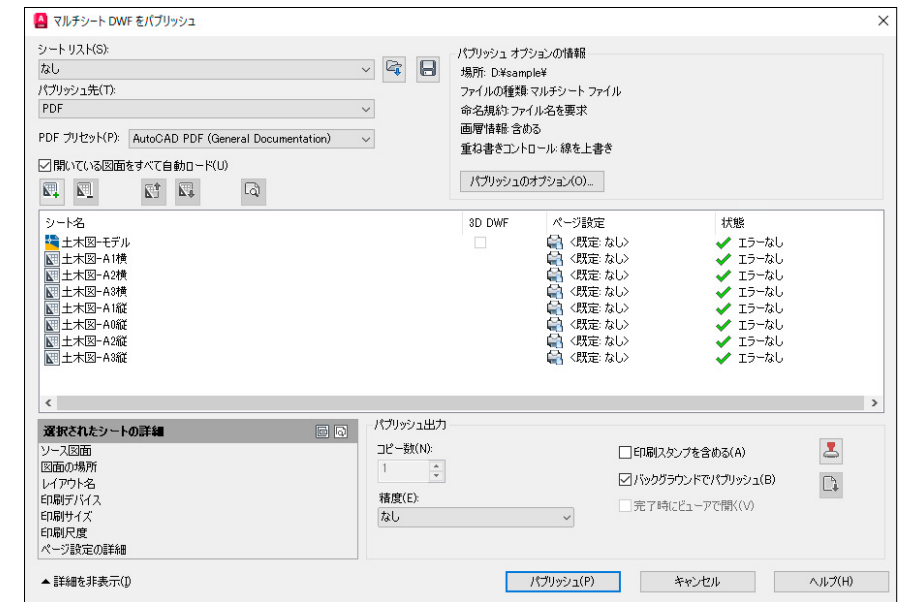 マルチシート DWF をパブリッシュ
シート リスト(S):
なし
パブリッシュ先(T):
PDF
PDF プリセット(P): AutoCAD PDF (General Documentation)
開いている図面をすべて自動ロード(U)
パブリッシュ オプションの情報
場所: D:¥sample¥
ファイルの種類: マルチシート ファイル
命名規約: ファイル名を要求
画層情報: 含める
重ね書きコントロール: 線を上書き
パブリッシュのオプション(O)...
シート名 3D DWF ページ設定 状態
土木図-モデル <既定: なし> エラーなし
土木図-A1横 <既定: なし> エラーなし
土木図-A2横 <既定: なし> エラーなし
土木図-A3横 <既定: なし> エラーなし
土木図-A1縦 <既定: なし> エラーなし
土木図-A0縦 <既定: なし> エラーなし
土木図-A2縦 <既定: なし> エラーなし
土木図-A3縦 <既定: なし> エラーなし
選択されたシートの詳細
ソース図面
図面の場所
レイアウト名
印刷デバイス
印刷サイズ
印刷尺度
ページ設定の詳細
パブリッシュ出力
コピー数(N):
1
精度(E):
なし
印刷スタンプを含める(A)
バックグラウンドでパブリッシュ(B)
完了時にビューアで開く(V)
詳細を非表示(I)
パブリッシュ(P) キャンセル ヘルプ(H)